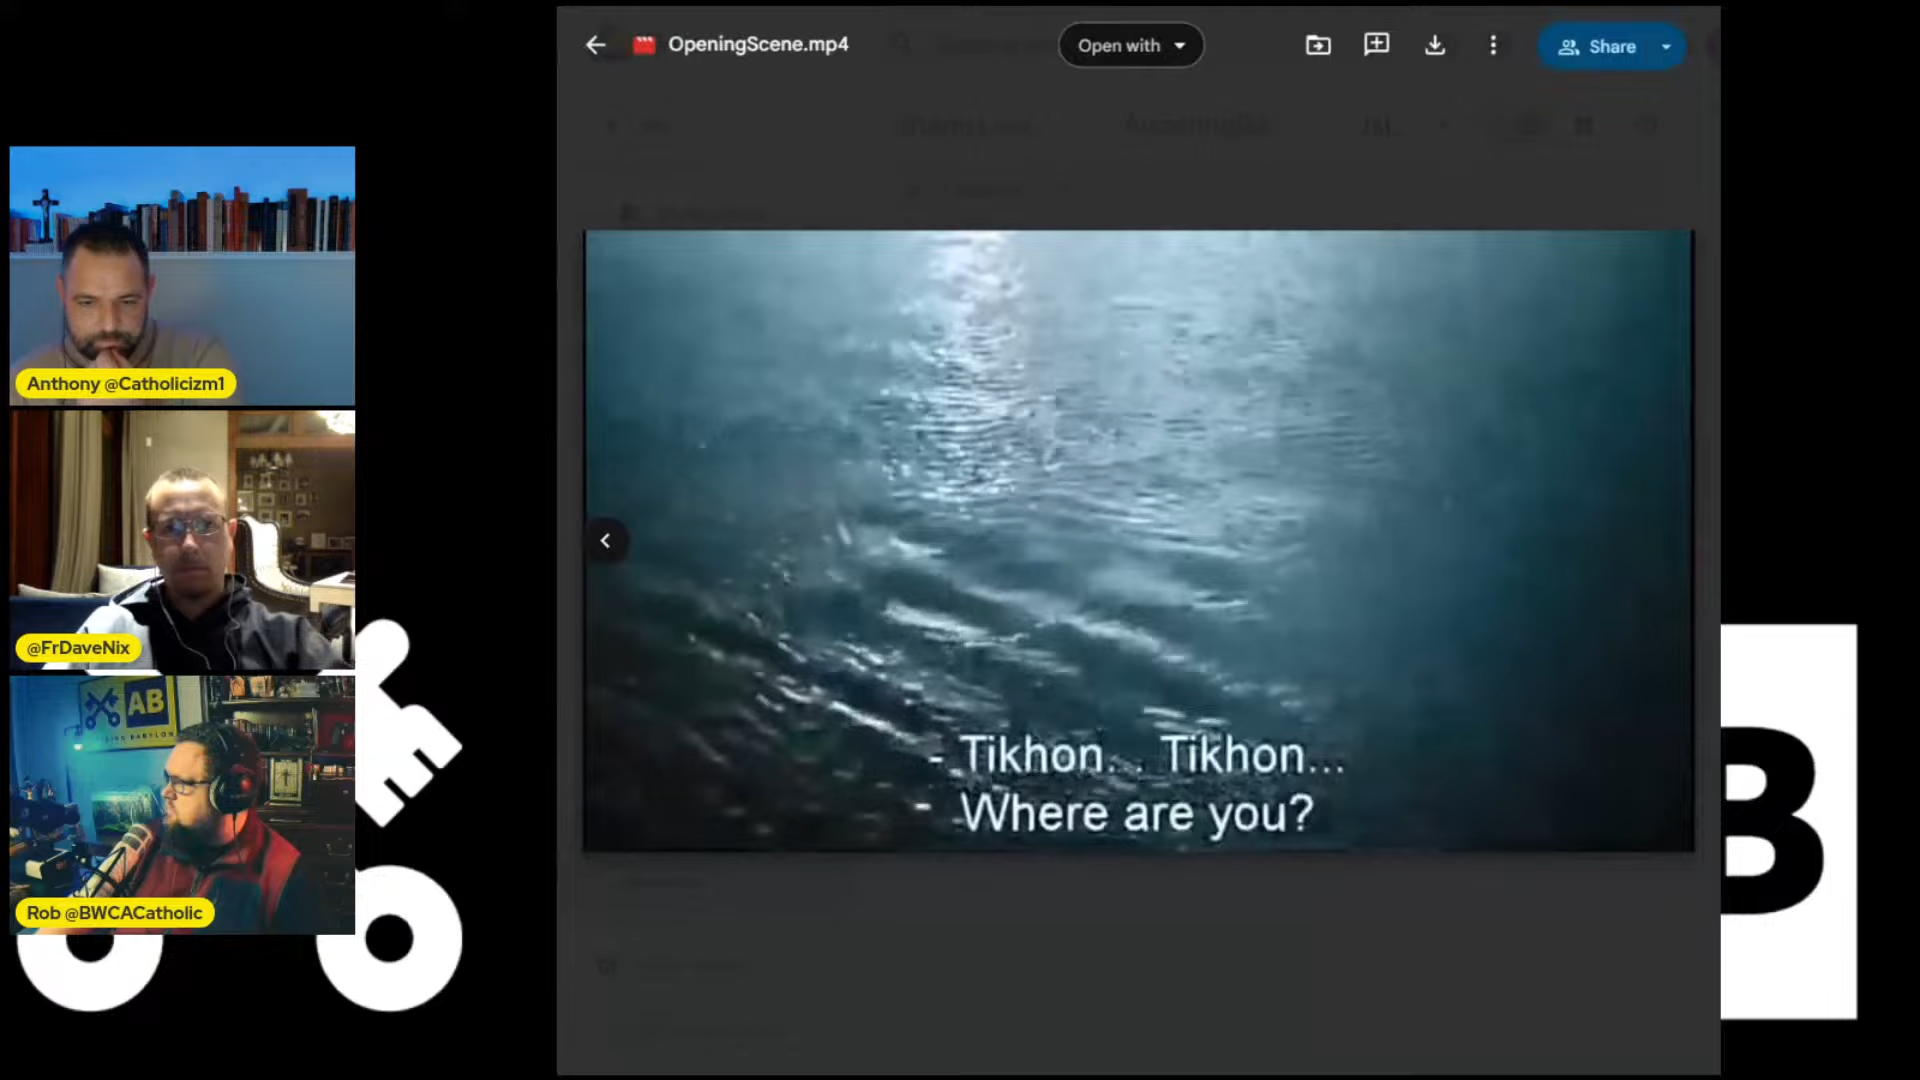 OpeningScene.mp4
Open with
Share
Anthony @Catholicizm1
@FrDaveNix
AB
Rob @BWCACatholic
- Tikhon... Tikhon...
- Where are you?
B